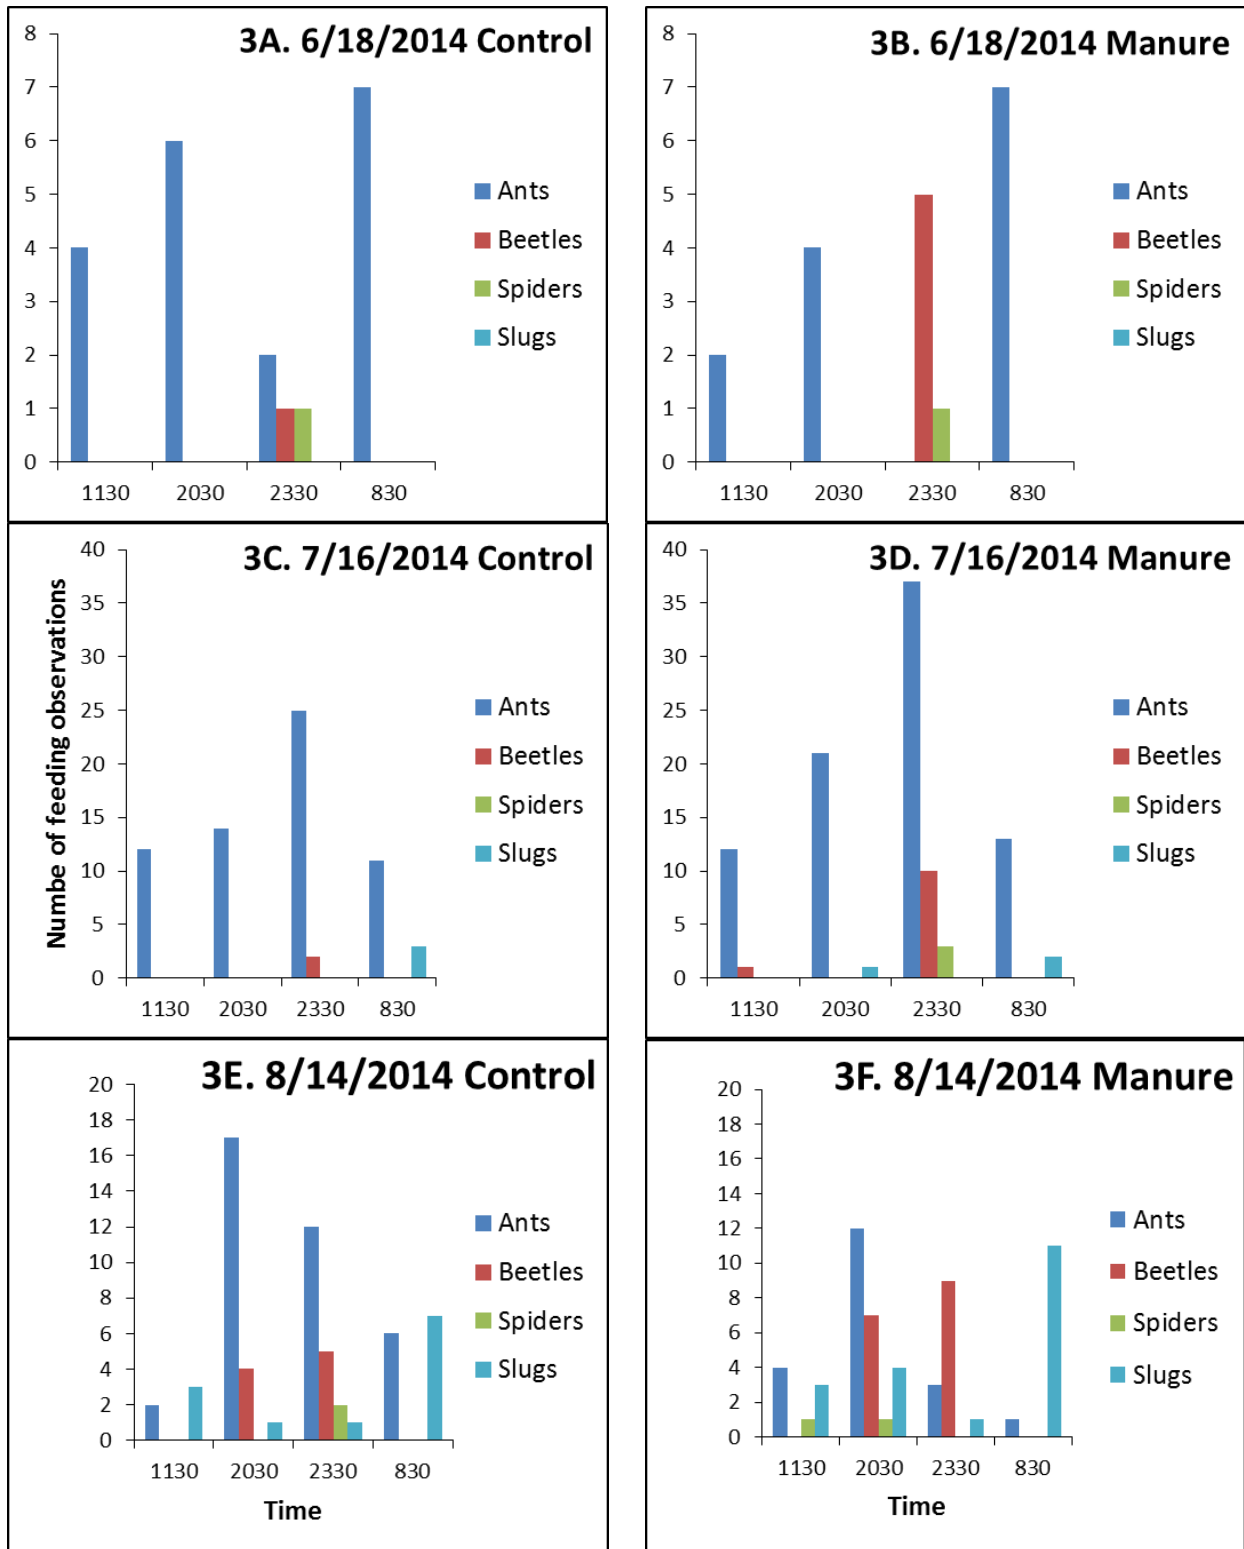 3A. 6/18/2014 Control
8
7
6
5
4
3
2
1
0
1130 2030 2330 830
Ants
Beetles
Spiders
Slugs
3B. 6/18/2014 Manure
8
7
6
5
4
3
2
1
0
1130 2030 2330 830
Ants
Beetles
Spiders
Slugs
3C. 7/16/2014 Control
Numbe of feeding observations
40
35
30
25
20
15
10
5
0
1130 2030 2330 830
Ants
Beetles
Spiders
Slugs
3D. 7/16/2014 Manure
40
35
30
25
20
15
10
5
0
1130 2030 2330 830
Ants
Beetles
Spiders
Slugs
3E. 8/14/2014 Control
20
18
16
14
12
10
8
6
4
2
0
1130 2030 2330 830
Time
Ants
Beetles
Spiders
Slugs
3F. 8/14/2014 Manure
20
18
16
14
12
10
8
6
4
2
0
1130 2030 2330 830
Time
Ants
Beetles
Spiders
Slugs